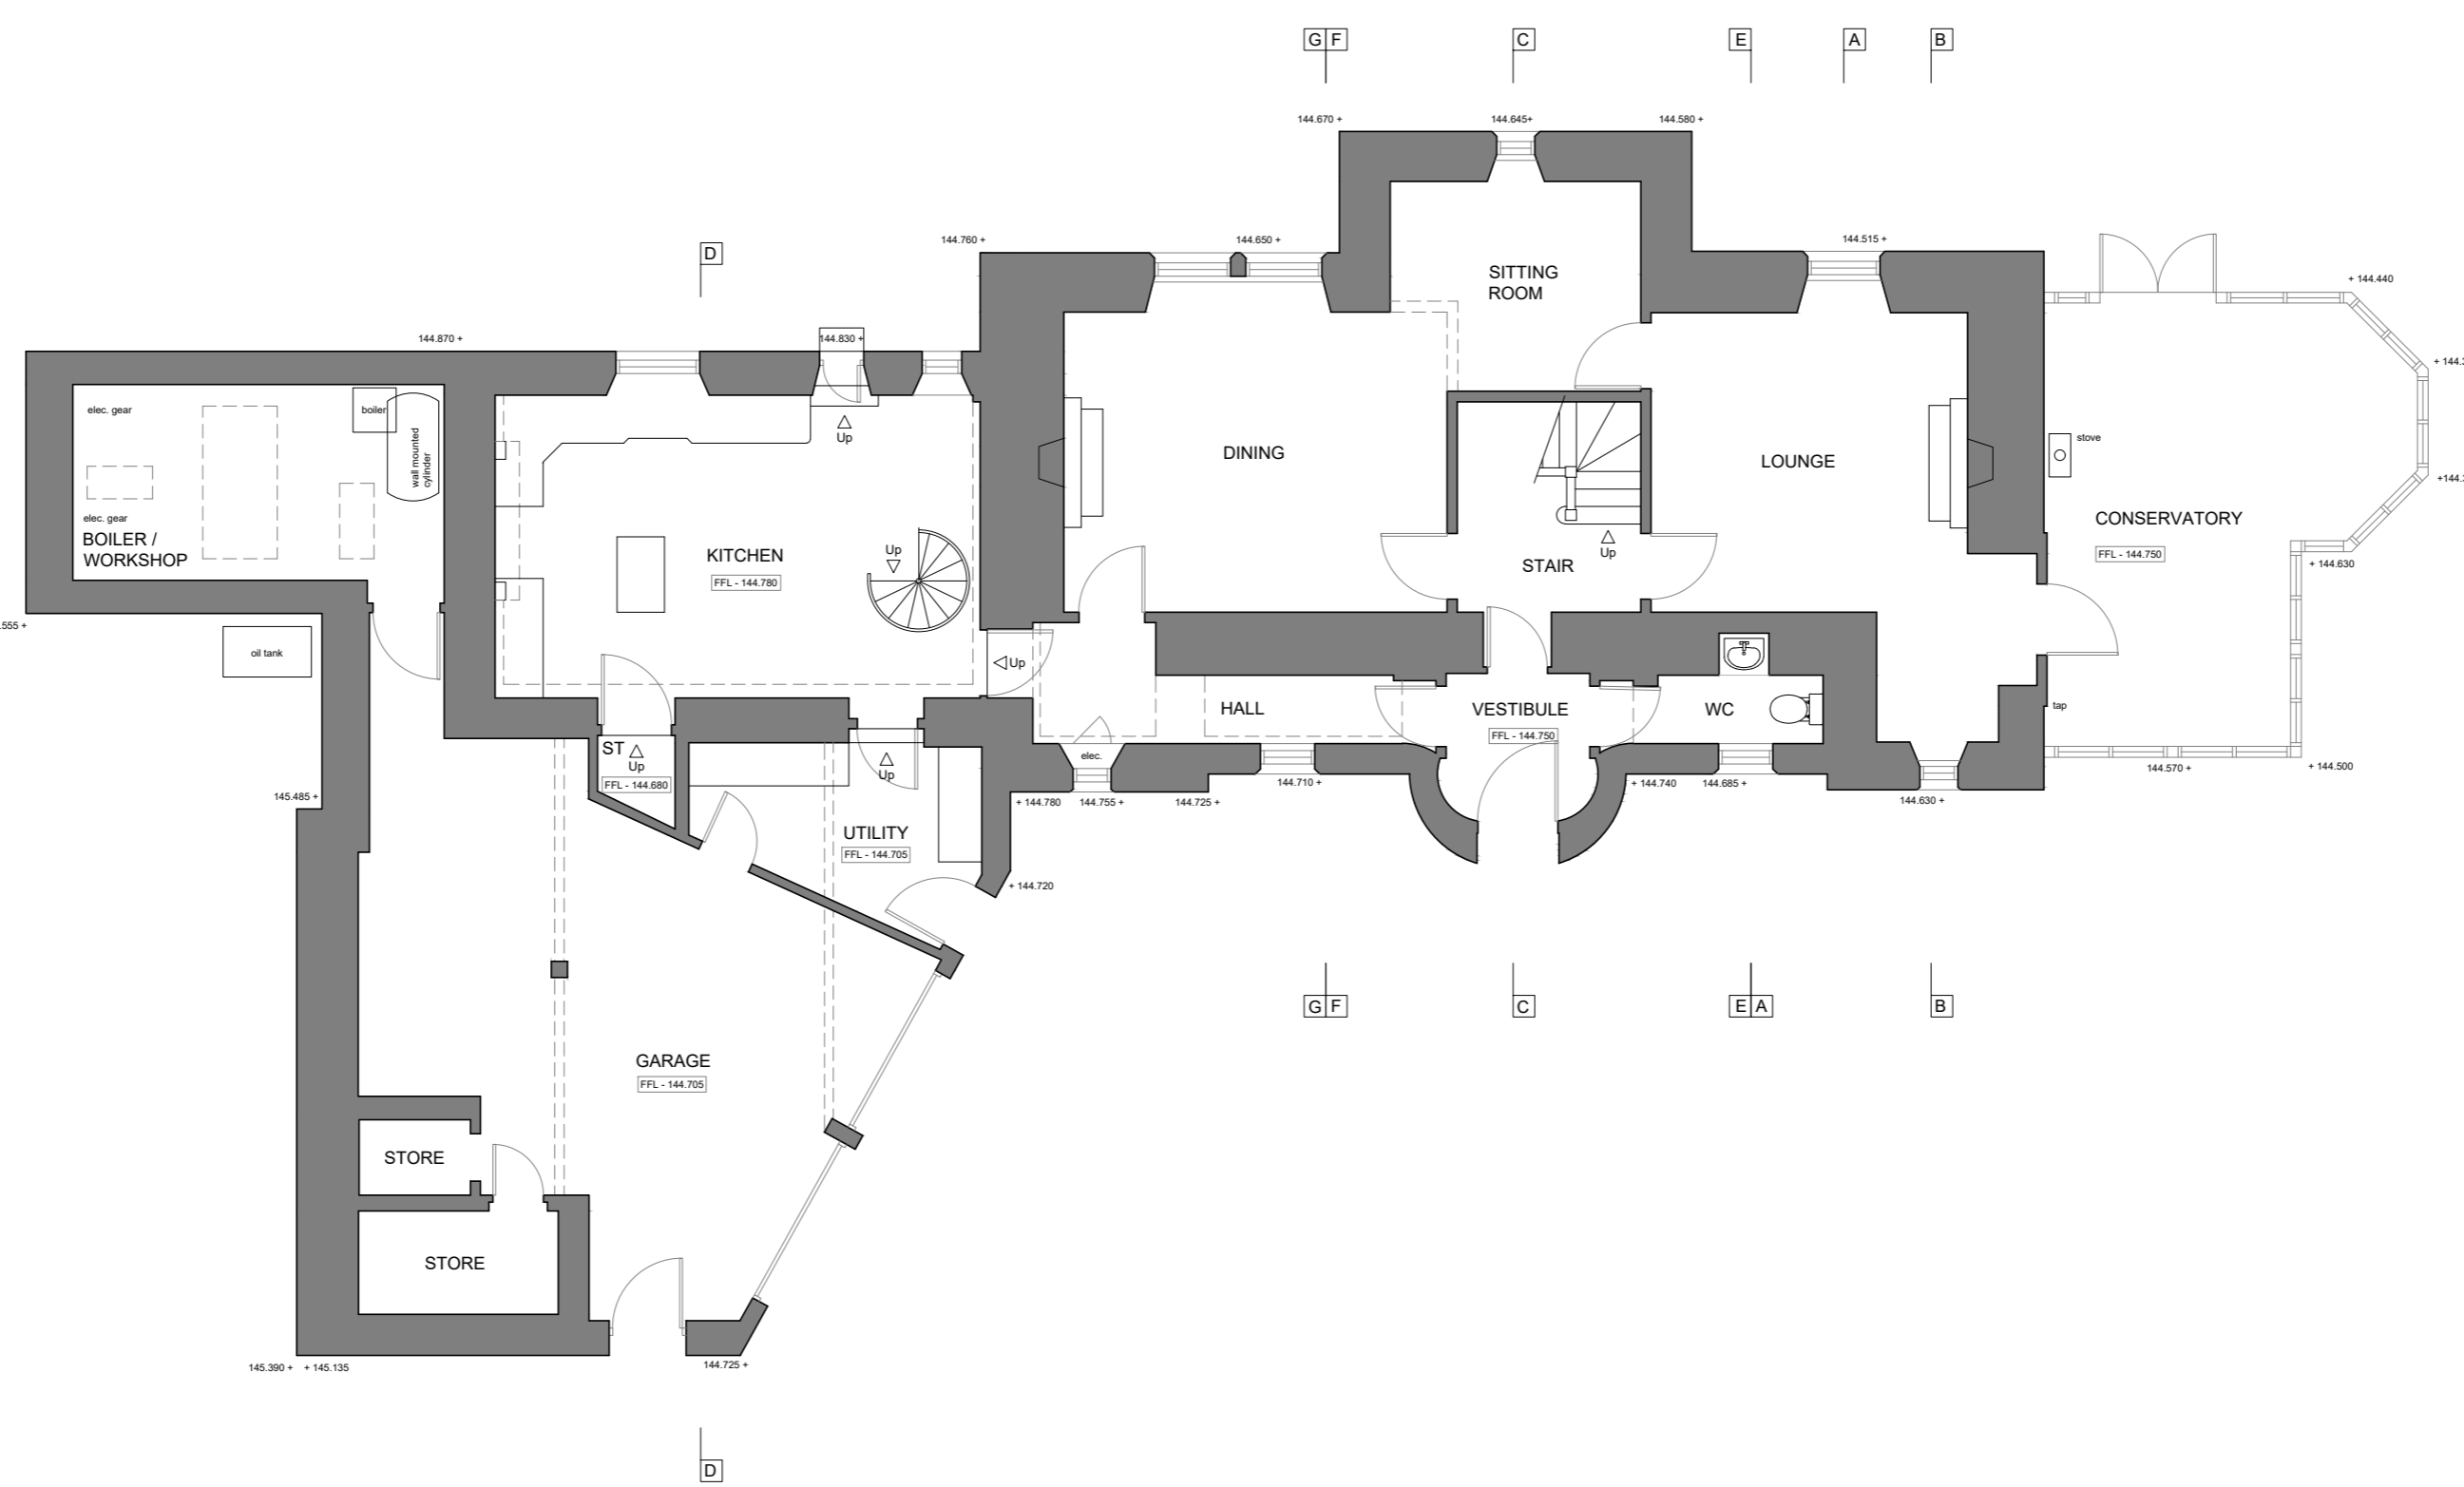 G F
C
E
A
B
144.670 +
144.645+
144.580 +
D
144.760 +
144.650 +
144.515 +
+ 144.440
144.870 +
144.830 +
SITTING
ROOM
elec. gear
boiler
wall mounted
cylinder
Up
DINING
LOUNGE
stove
elec. gear
BOILER /
WORKSHOP
KITCHEN
FFL - 144.780
Up
STAIR
Up
CONSERVATORY
FFL - 144.750
+ 144.630
.555 +
oil tank
Up
HALL
VESTIBULE
FFL - 144.750
WC
tap
ST
Up
FFL - 144.680
Up
elec.
145.485 +
+ 144.780
144.755 +
144.725 +
144.710 +
+ 144.740
144.685 +
144.630 +
144.570 +
+ 144.500
UTILITY
FFL - 144.705
+ 144.720
G F
C
E A
B
GARAGE
FFL - 144.705
STORE
STORE
145.390 +
+ 145.135
144.725 +
D